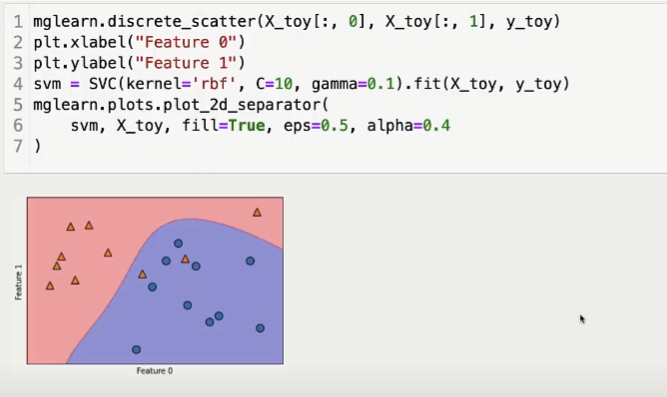 1 mglearn.discrete_scatter(X_toy[:, 0], X_toy[:, 1], y_toy)
2 plt.xlabel("Feature 0")
3 plt.ylabel("Feature 1")
4 svm = SVC(kernel='rbf', C=10, gamma=0.1).fit(X_toy, y_toy)
5 mglearn.plots.plot_2d_separator(
6     svm, X_toy, fill=True, eps=0.5, alpha=0.4
7 )
Feature 1
Feature 0